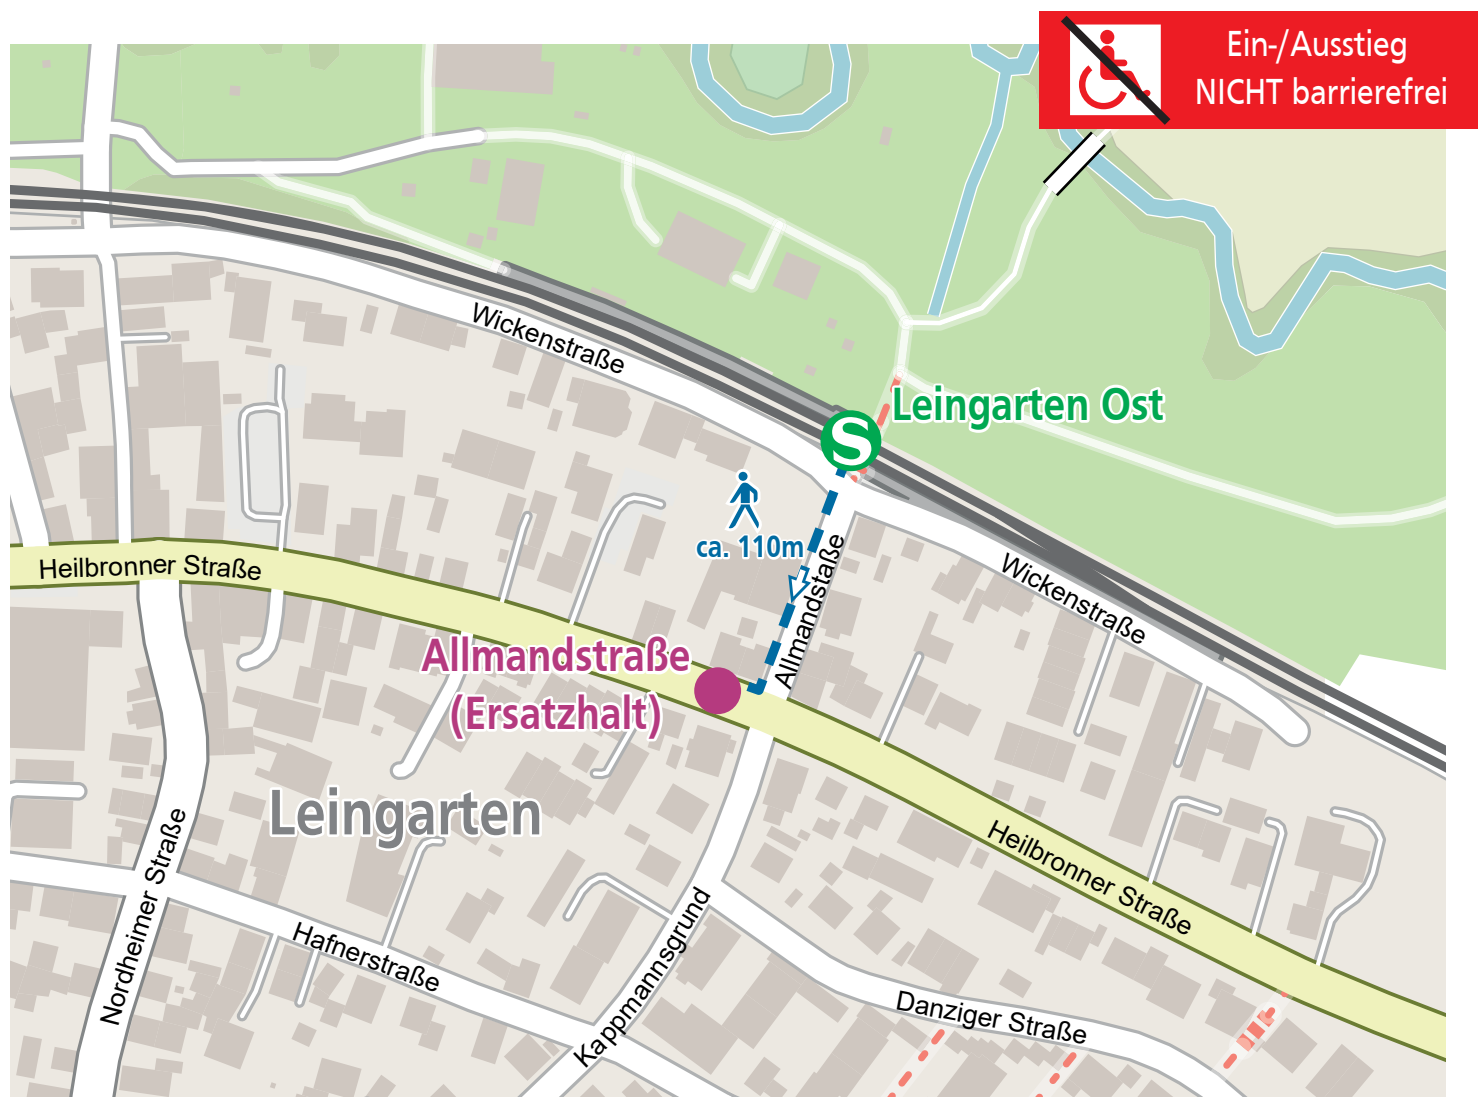 Ein-/Ausstieg
NICHT barrierefrei
Wickenstraße
Leingarten Ost
S
ca. 110m
Allmandstaße
Wickenstraße
Heilbronner Straße
Allmandstraße
(Ersatzhalt)
Leingarten
Heilbronner Straße
Nordheimer Straße
Hafnerstraße
Kappmannsgrund
Danziger Straße